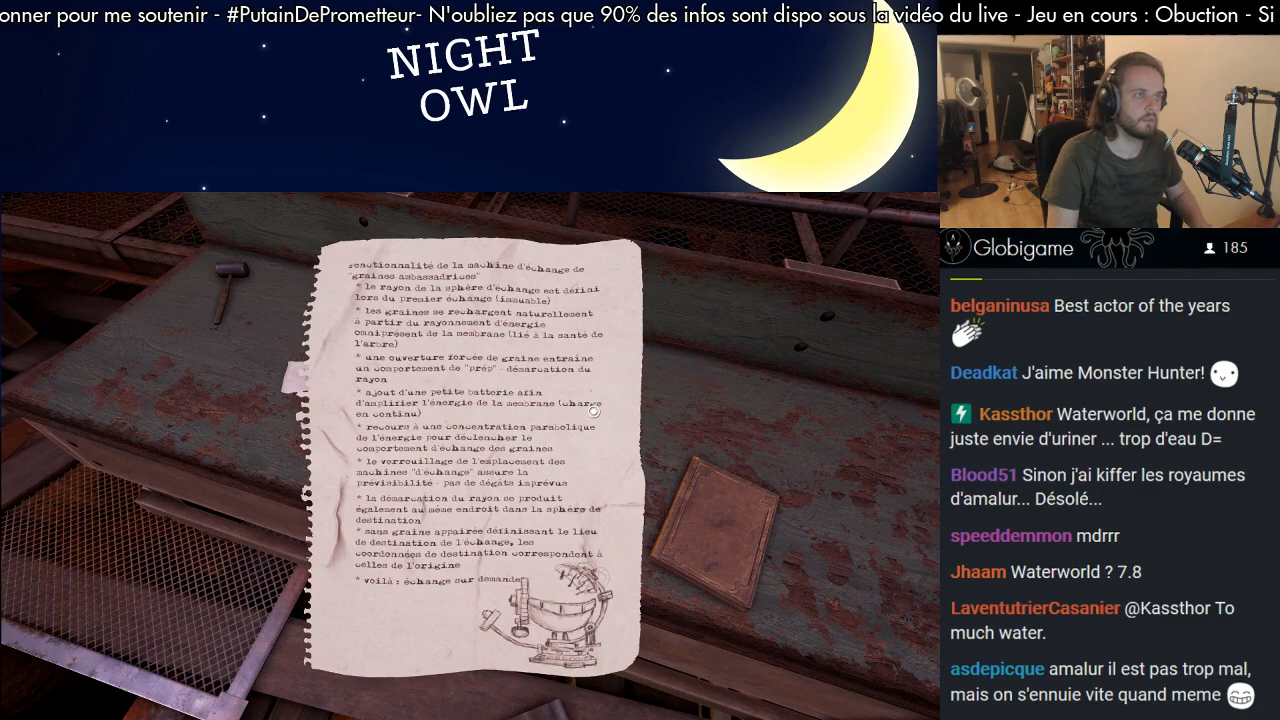 onner pour me soutenir - #PutainDePrometteur- N'oubliez pas que 90% des infos sont dispo sous la vidéo du live - Jeu en cours : Obuction - Si
NIGHT
OWL
fonctionnalité de la machine d'échange de
"graines ambassadrices"
* le rayon de la sphère d'échange est défini
lors du premier échange (immuable)
* les graines se rechargent naturellement
à partir du rayonnement d'énergie
omniprésent de la membrane (lié à la santé de
l'arbre)
* une ouverture forcée de graine entraine
un comportement de "prép" - démarcation du
rayon
* ajout d'une petite batterie afin
d'amplifier l'énergie de la membrane (charge
en continu)
* recours à une concentration parabolique
de l'énergie pour déclencher le
comportement d'échange des graines
* le verrouillage de l'emplacement des
machines "d'échange" assure la
prévisibilité - pas de dégâts imprévus
* la démarcation du rayon se produit
également au même endroit dans la sphère de
destination
* sans graine appairée définissant le lieu
de destination de l'échange, les
coordonnées de destination correspondent à
celles de l'origine
* voilà : échange sur demande
Globigame
185
belganinusa Best actor of the years
Deadkat J'aime Monster Hunter!
Kassthor Waterworld, ça me donne
juste envie d'uriner ... trop d'eau D=
Blood51 Sinon j'ai kiffer les royaumes
d'amalur... Désolé...
speeddemmon mdrrr
Jhaam Waterworld ? 7.8
LaventutrierCasanier @Kassthor To
much water.
asdepicque amalur il est pas trop mal,
mais on s'ennuie vite quand meme